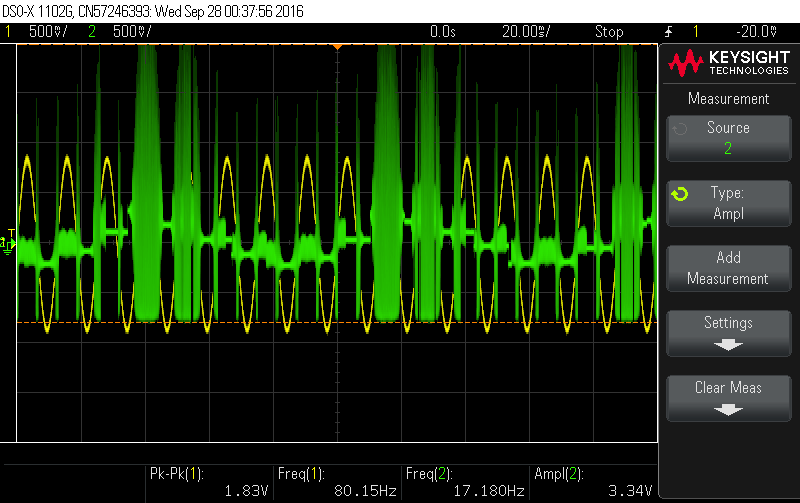 DSO-X 1102G, CN57246393: Wed Sep 28 00:37:56 2016
1 500mV/ 2 500mV/ 0.0s 20.00ms/ Stop 1 -20.0V
KEYSIGHT
TECHNOLOGIES
Measurement
Source
2
Type:
Ampl
Add
Measurement
Settings
Clear Meas
Pk-Pk(1): Freq(1): Freq(2): Ampl(2):
1.83V 80.15Hz 17.180Hz 3.34V